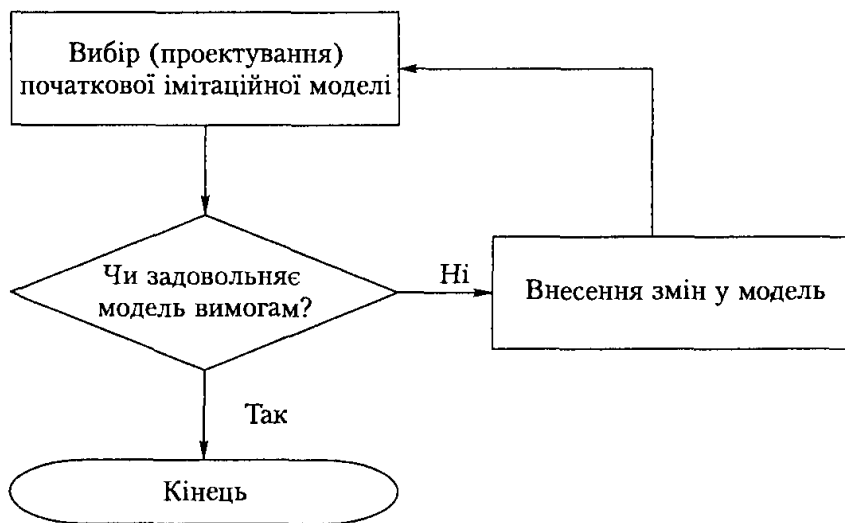 Вибір (проектування)
початкової імітаційної моделі
Чи задовольняє
модель вимогам?
Ні
Внесення змін у модель
Так
Кінець